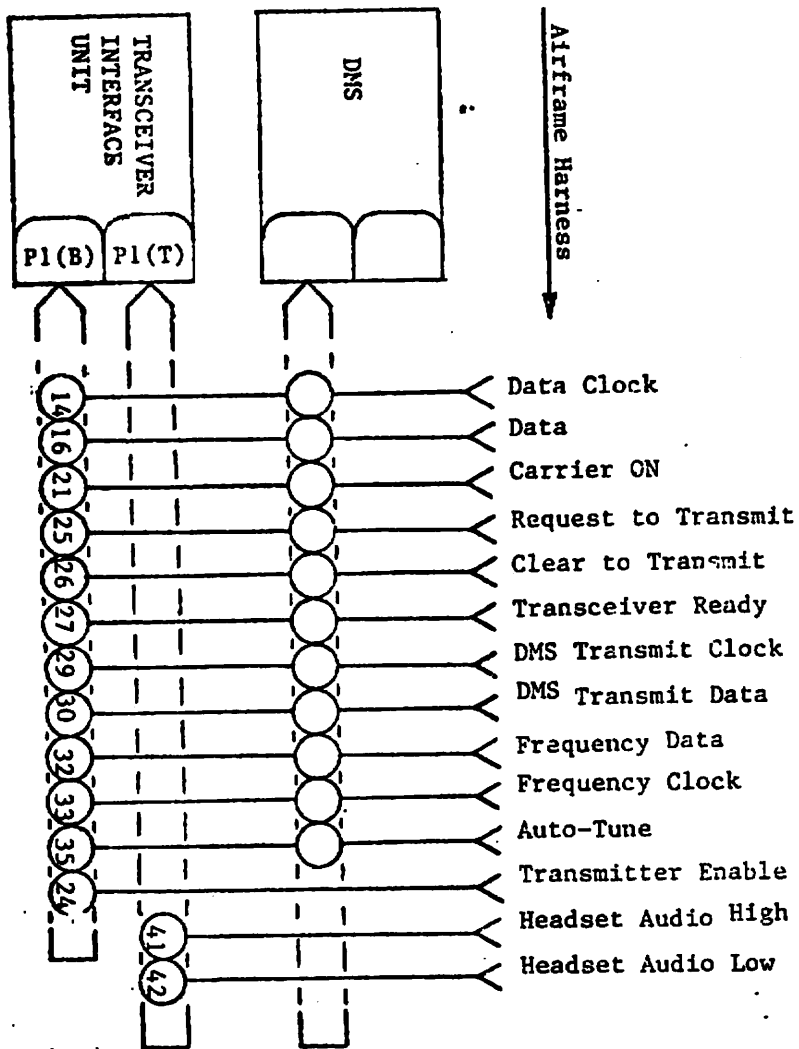 TRANSCEIVER
INTERFACE
UNIT
P1(B)
P1(T)
DMS
Airframe Harness
14
Data Clock
16
Data
21
Carrier ON
25
Request to Transmit
26
Clear to Transmit
27
Transceiver Ready
29
DMS Transmit Clock
30
DMS Transmit Data
32
Frequency Data
33
Frequency Clock
35
Auto-Tune
24
Transmitter Enable
41
Headset Audio High
42
Headset Audio Low